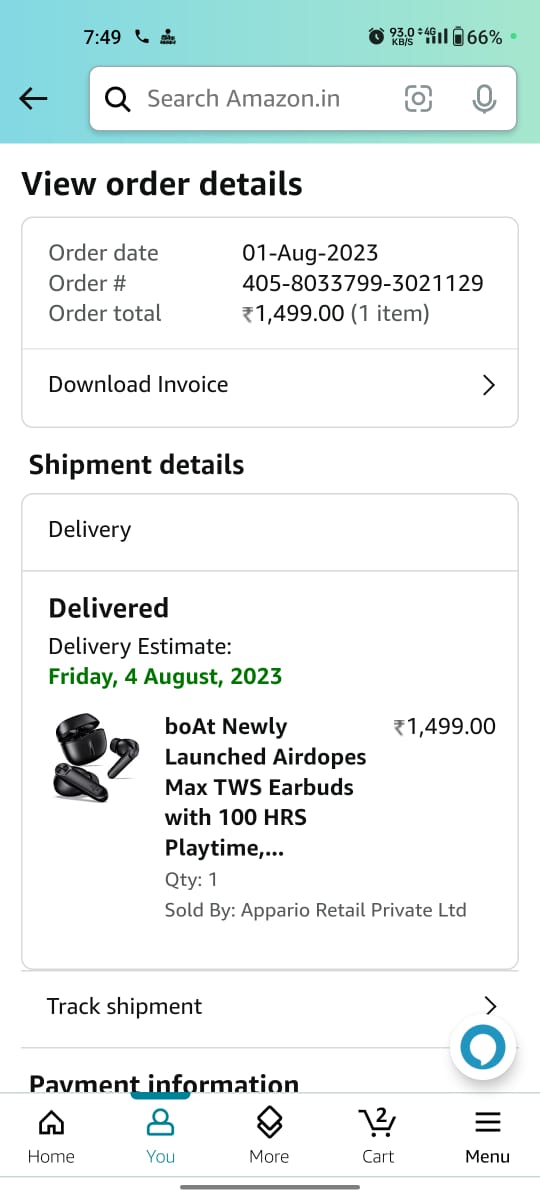 7:49
93.0 KB/S 4G 66%
Search Amazon.in
View order details
Order date 01-Aug-2023
Order # 405-8033799-3021129
Order total ₹1,499.00 (1 item)
Download Invoice
Shipment details
Delivery
Delivered
Delivery Estimate:
Friday, 4 August, 2023
boAt Newly ₹1,499.00
Launched Airdopes
Max TWS Earbuds
with 100 HRS
Playtime,...
Qty: 1
Sold By: Appario Retail Private Ltd
Track shipment
Payment information
2
Home You More Cart Menu